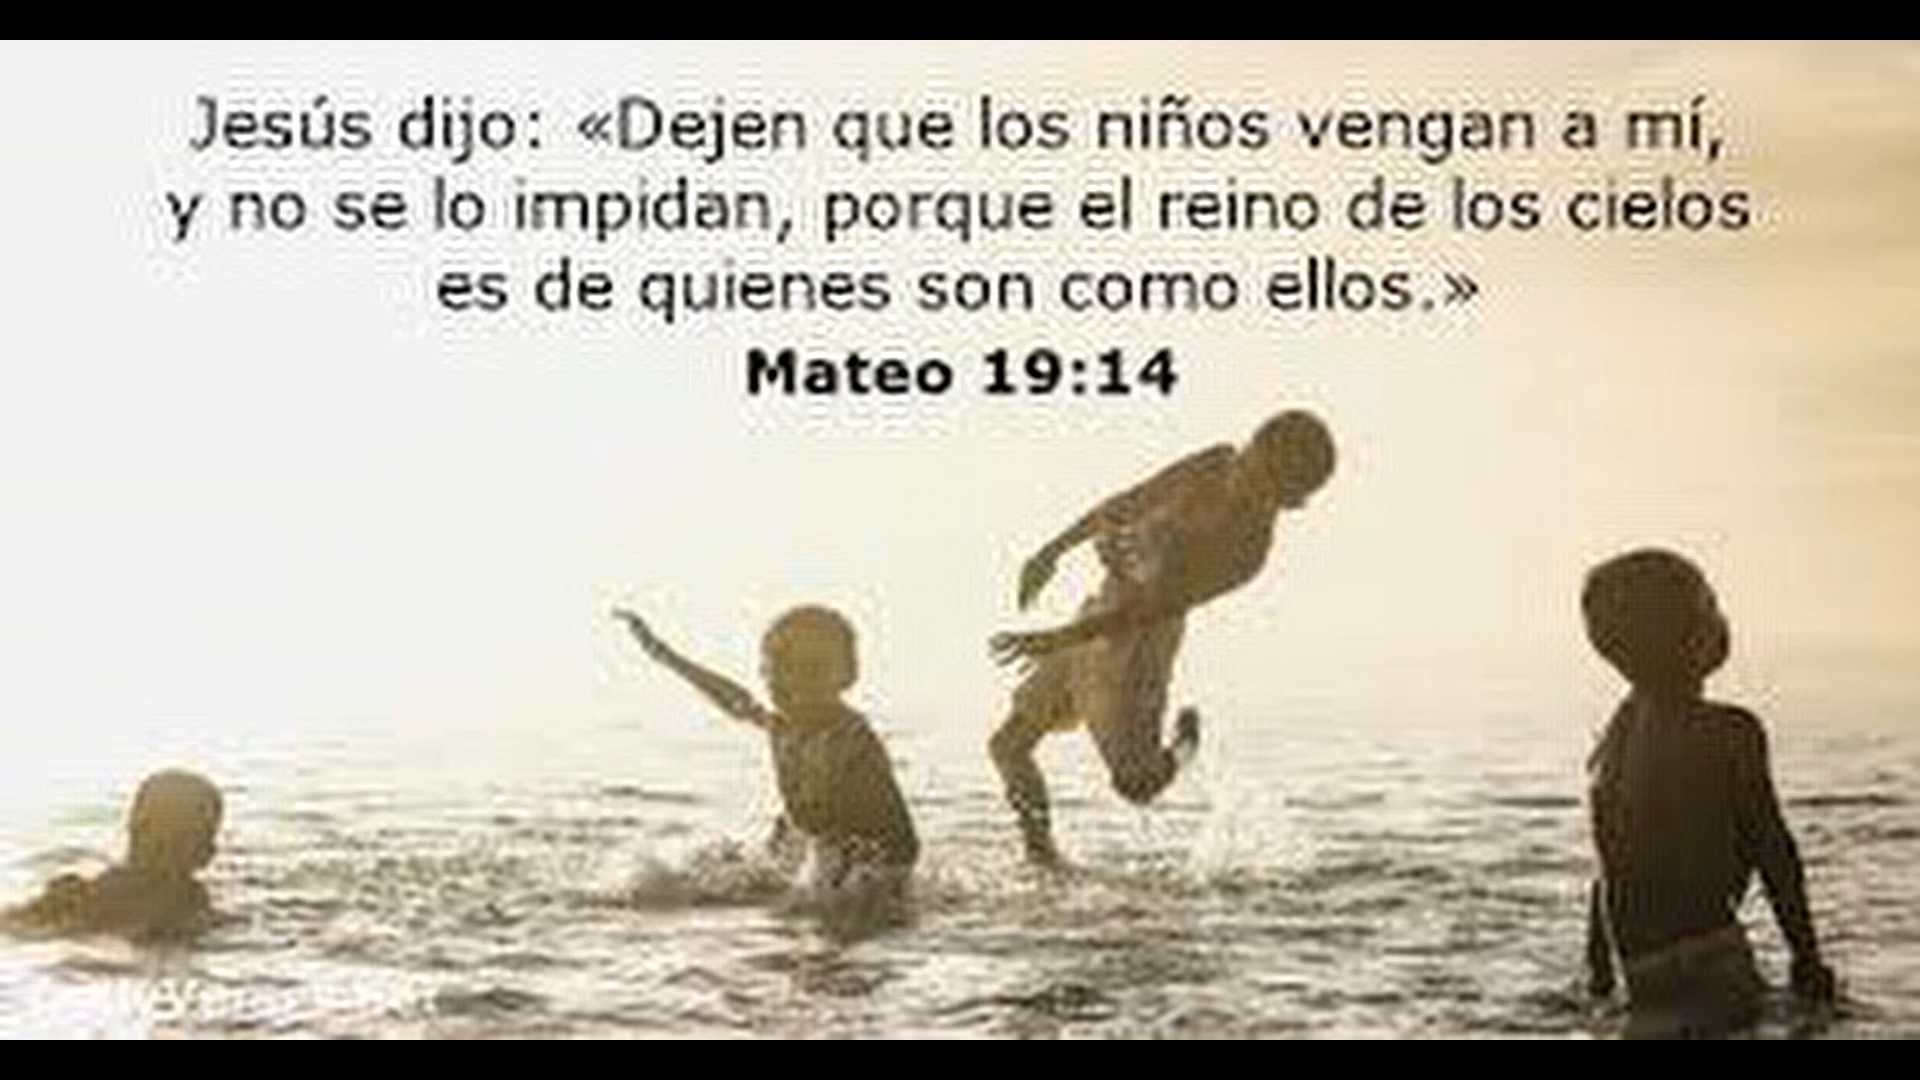 Jesús dijo: «Dejen que los niños vengan a mí,
y no se lo impidan, porque el reino de los cielos
es de quienes son como ellos.»
Mateo 19:14